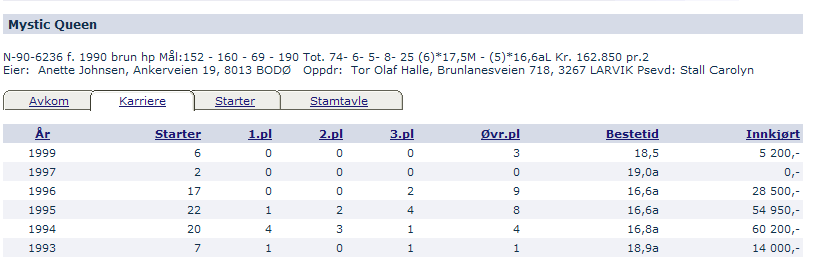 Mystic Queen
N-90-6236 f. 1990 brun hp Mål:152 - 160 - 69 - 190 Tot. 74- 6- 5- 8- 25 (6)*17,5M - (5)*16,6aL Kr. 162.850 pr.2
Eier: Anette Johnsen, Ankerveien 19, 8013 BODØ Oppdr: Tor Olaf Halle, Brunlanesveien 718, 3267 LARVIK Psevd: Stall Carolyn
Avkom Karriere Starter Stamtavle
År Starter 1.pl 2.pl 3.pl Øvr.pl Bestetid Innkjørt
1999 6 0 0 0 3 18,5 5 200,-
1997 2 0 0 0 0 19,0a 0,-
1996 17 0 0 2 9 16,6a 28 500,-
1995 22 1 2 4 8 16,6a 54 950,-
1994 20 4 3 1 4 16,8a 60 200,-
1993 7 1 0 1 1 18,9a 14 000,-